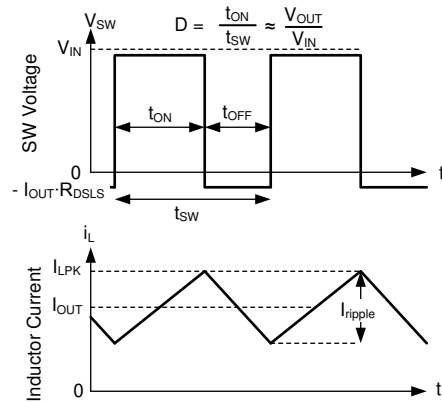 V_SW
D = t_ON / t_SW ≈ V_OUT / V_IN
V_IN
SW Voltage
t_ON
t_OFF
0
t
- I_OUT·R_DSLS
t_SW
i_L
I_LPK
I_OUT
I_ripple
Inductor Current
0
t